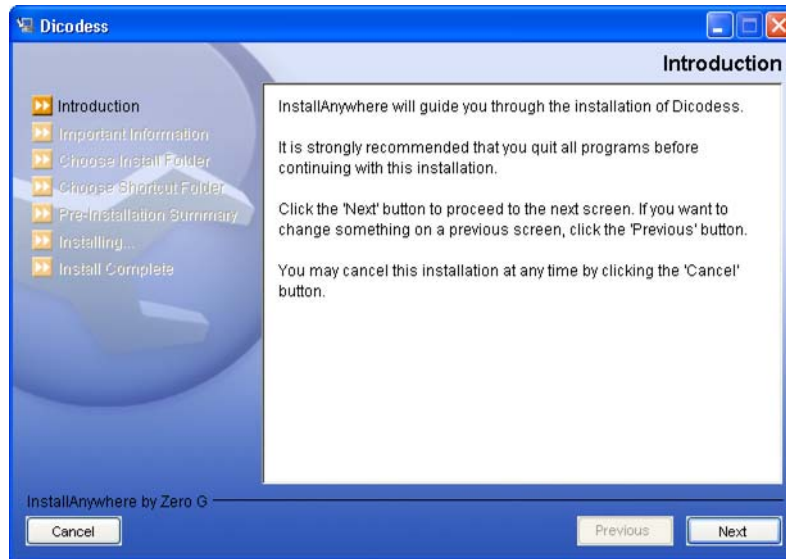 Dicodess
Introduction
Introduction
Important Information
Choose Install Folder
Choose Shortcut Folder
Pre-Installation Summary
Installing...
Install Complete
InstallAnywhere will guide you through the installation of Dicodess.
It is strongly recommended that you quit all programs before
continuing with this installation.
Click the 'Next' button to proceed to the next screen. If you want to
change something on a previous screen, click the 'Previous' button.
You may cancel this installation at any time by clicking the 'Cancel'
button.
InstallAnywhere by Zero G
Cancel
Previous
Next